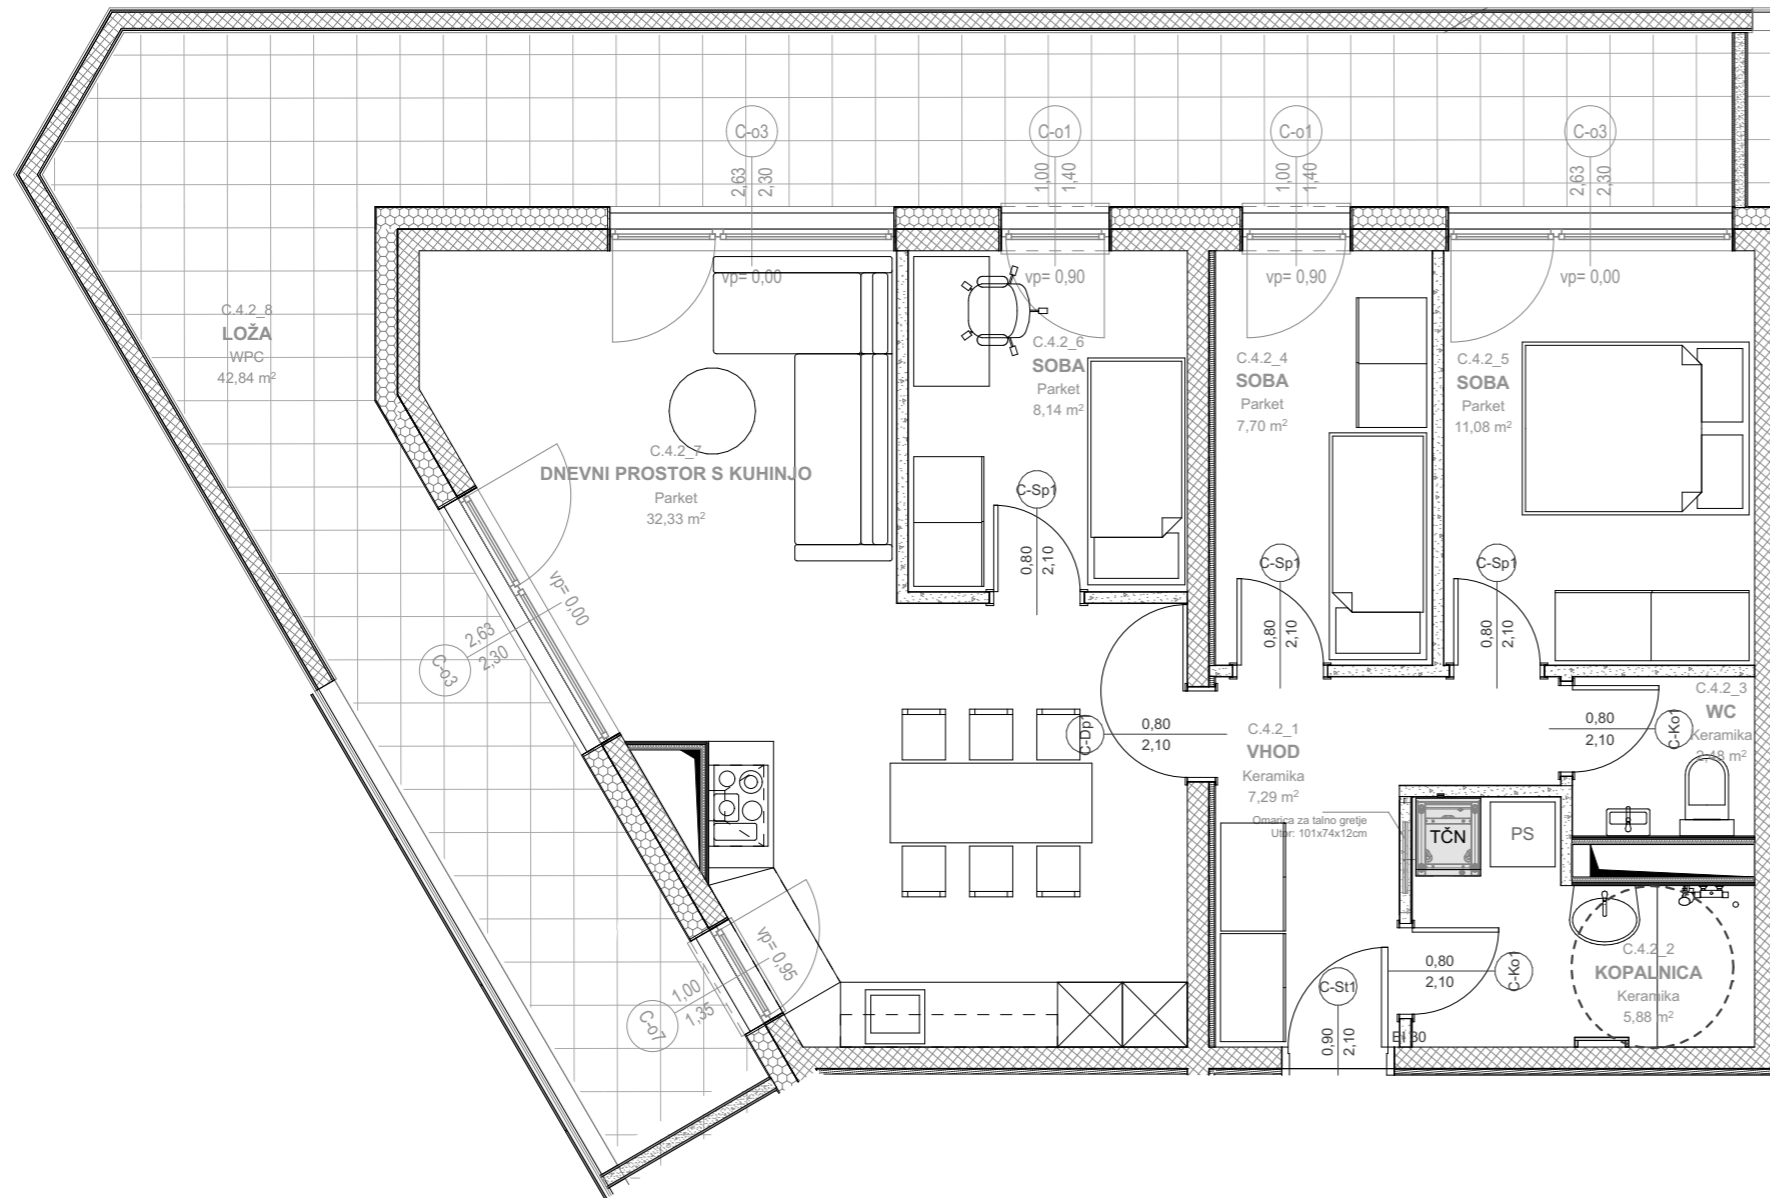 C-o3
2,63
2,30
C-o1
1,00
1,40
C-o1
1,00
1,40
C-o3
2,63
2,30
vp= 0,00
vp= 0,90
vp= 0,90
vp= 0,00
C.4.2_8
LOŽA
WPC
42,84 m²
C.4.2_6
SOBA
Parket
8,14 m²
C.4.2_4
SOBA
Parket
7,70 m²
C.4.2_5
SOBA
Parket
11,08 m²
C.4.2_7
DNEVNI PROSTOR S KUHINJO
Parket
32,33 m²
C-Sp1
0,80
2,10
C-Sp1
0,80
2,10
C-Sp1
0,80
2,10
vp= 0,00
2,63
2,30
C-o3
C-Dp1
0,80
2,10
C.4.2_1
VHOD
Keramika
7,29 m²
Omarica za talno gretje
Utor: 101x74x12cm
0,80
2,10
C-Ko1
C.4.2_3
WC
Keramika
2,48 m²
TČN
PS
vp= 0,95
1,00
1,35
C-o7
C-St1
0,90
2,10
EI 30
0,80
2,10
C-Ko1
C.4.2_2
KOPALNICA
Keramika
5,88 m²